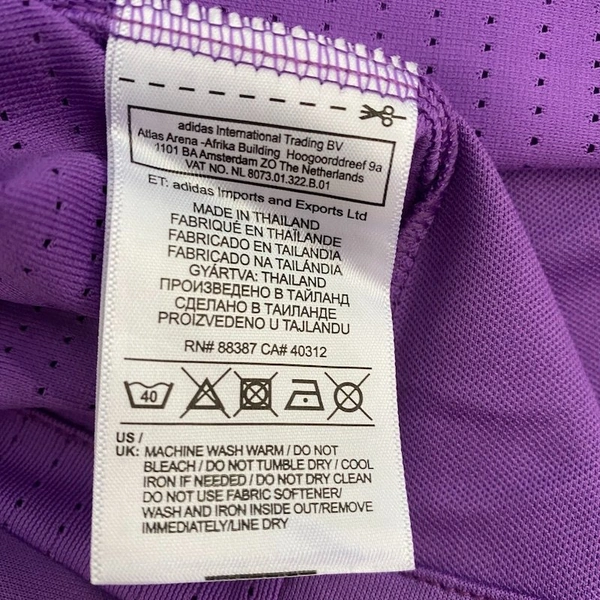 adidas International Trading BV
Atlas Arena -Afrika Building Hoogoorddreef 9a
1101 BA Amsterdam ZO The Netherlands
VAT NO. NL 8073.01.322.B.01
ET: adidas Imports and Exports Ltd
MADE IN THAILAND
FABRIQUÉ EN THAÏLANDE
FABRICADO EN TAILANDIA
FABRICADO NA TAILÂNDIA
GYÁRTVA: THAILAND
ПРОИЗВЕДЕНО В ТАЙЛАНД
СДЕЛАНО В ТАИЛАНДЕ
PROIZVEDENO U TAJLANDU
RN# 88387 CA# 40312
40
US /
UK: MACHINE WASH WARM / DO NOT
BLEACH / DO NOT TUMBLE DRY / COOL
IRON IF NEEDED / DO NOT DRY CLEAN
DO NOT USE FABRIC SOFTENER/
WASH AND IRON INSIDE OUT/REMOVE
IMMEDIATELY/LINE DRY